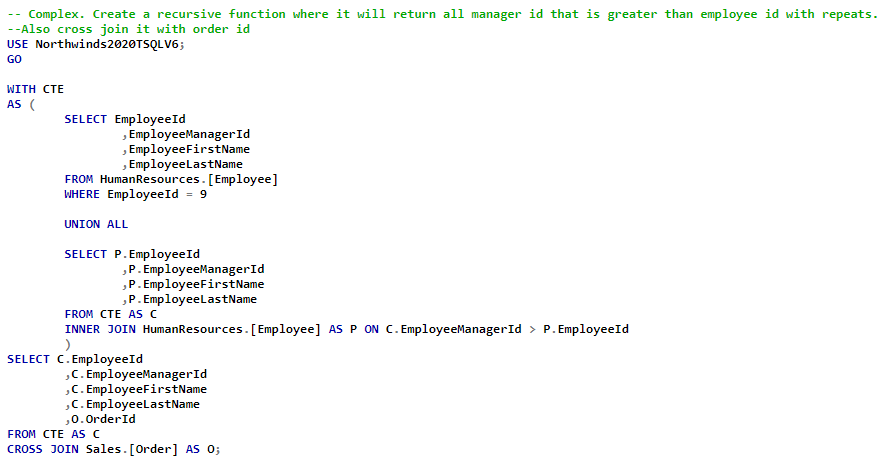 -- Complex. Create a recursive function where it will return all manager id that is greater than employee id with repeats.
--Also cross join it with order id
USE Northwinds2020TSQLV6;
GO
WITH CTE
AS (
SELECT EmployeeId
,EmployeeManagerId
,EmployeeFirstName
,EmployeeLastName
FROM HumanResources.[Employee]
WHERE EmployeeId = 9
UNION ALL
SELECT P.EmployeeId
,P.EmployeeManagerId
,P.EmployeeFirstName
,P.EmployeeLastName
FROM CTE AS C
INNER JOIN HumanResources.[Employee] AS P ON C.EmployeeManagerId > P.EmployeeId
)
SELECT C.EmployeeId
,C.EmployeeManagerId
,C.EmployeeFirstName
,C.EmployeeLastName
,O.OrderId
FROM CTE AS C
CROSS JOIN Sales.[Order] AS O;